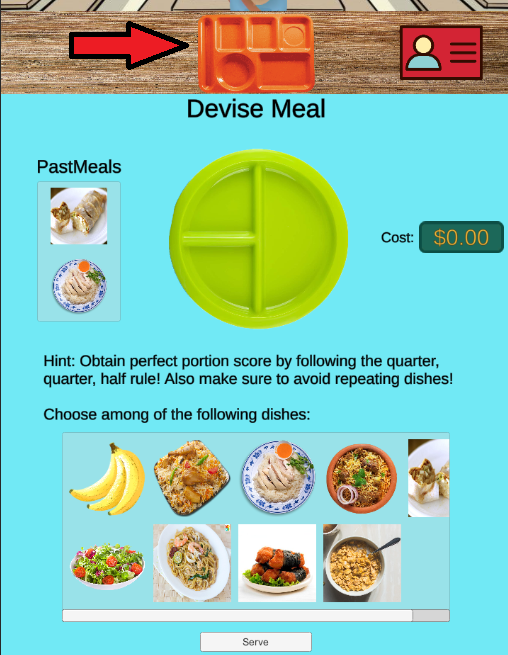 Devise Meal
PastMeals
Cost: $0.00
Hint: Obtain perfect portion score by following the quarter,
quarter, half rule! Also make sure to avoid repeating dishes!
Choose among of the following dishes:
Serve